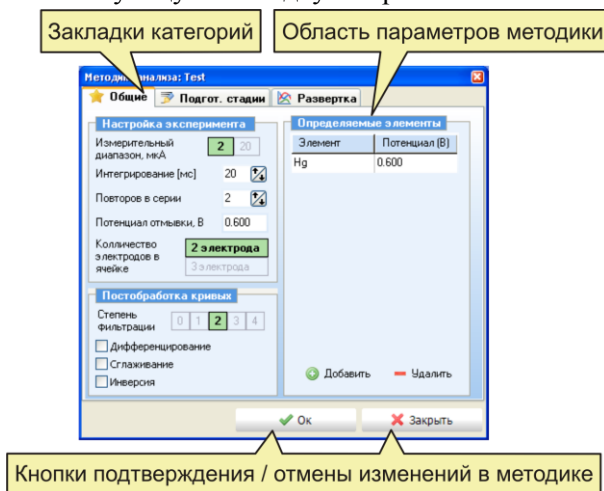 Закладки категорий
Область параметров методики
Методика анализа: Test
Общие
Подгот. стадии
Развертка
Настройка эксперимента
Измерительный
диапазон, мкА
2 20
Интегрирование [мс] 20
Повторов в серии 2
Потенциал отмывки, В 0.600
Колличество
электродов в
ячейке
2 электрода
3 электрода
Постобработка кривых
Степень
фильтрации
0 1 2 3 4
Дифференцирование
Сглаживание
Инверсия
Определяемые элементы
Элемент Потенциал (В)
Hg 0.600
Добавить
Удалить
Ок
Закрыть
Кнопки подтверждения / отмены изменений в методике